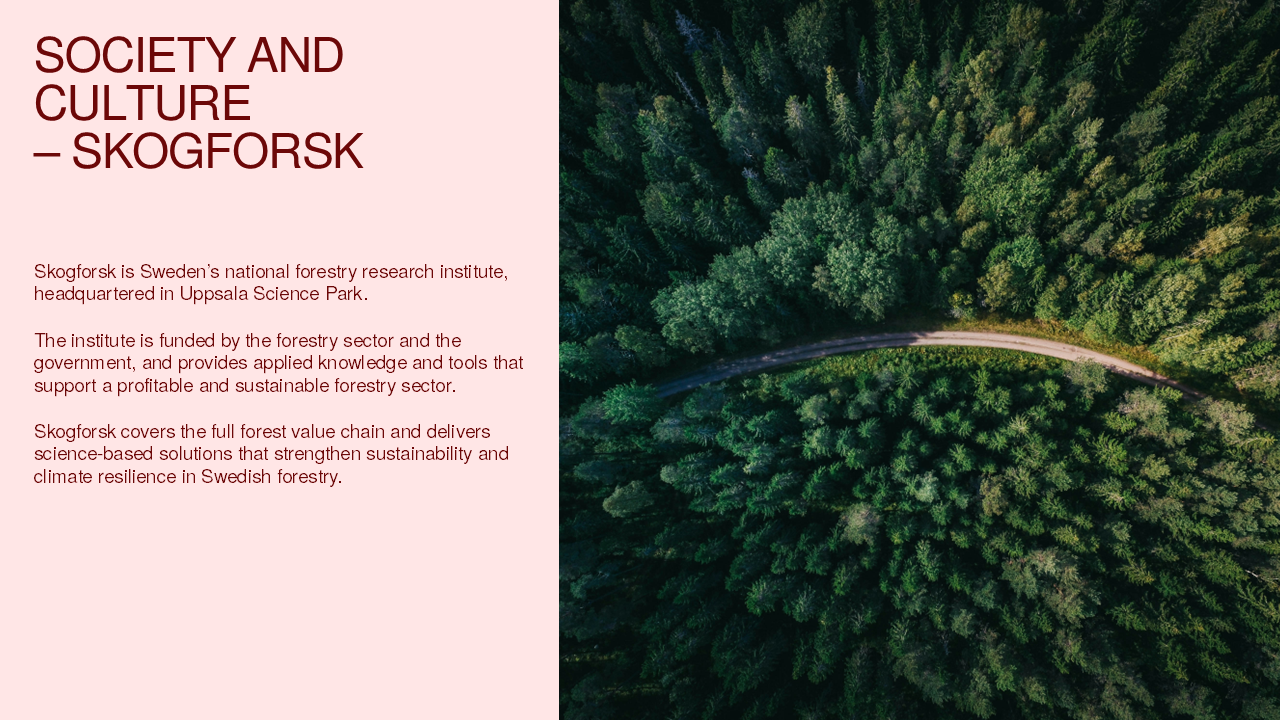 SOCIETY AND
CULTURE
– SKOGFORSK
Skogforsk is Sweden’s national forestry research institute,
headquartered in Uppsala Science Park.
The institute is funded by the forestry sector and the
government, and provides applied knowledge and tools that
support a profitable and sustainable forestry sector.
Skogforsk covers the full forest value chain and delivers
science-based solutions that strengthen sustainability and
climate resilience in Swedish forestry.